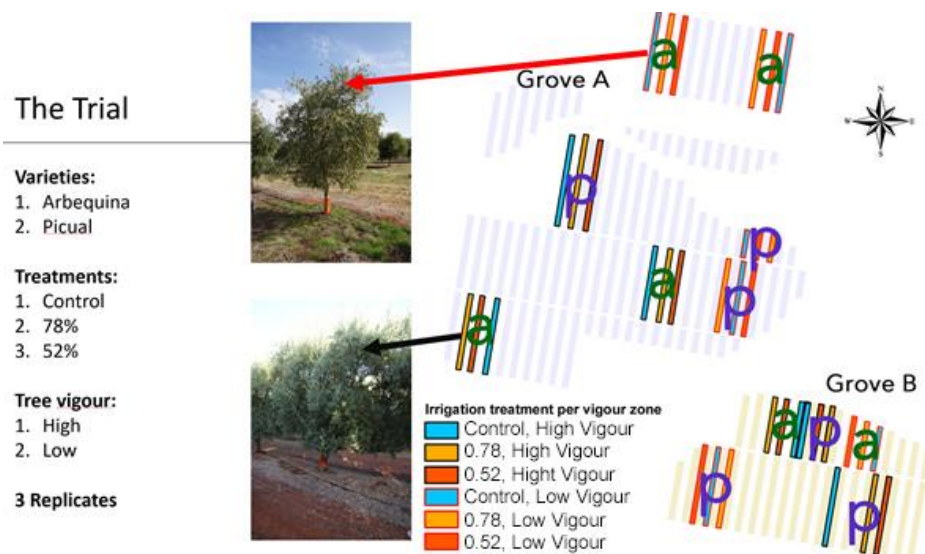 The Trial
Varieties:
1. Arbequina
2. Picual
Treatments:
1. Control
2. 78%
3. 52%
Tree vigour:
1. High
2. Low
3 Replicates
Grove A
a
a
p
p
a
p
a
N
W
E
S
Grove B
a
p
a
p
p
Irrigation treatment per vigour zone
Control, High Vigour
0.78, High Vigour
0.52, Hight Vigour
Control, Low Vigour
0.78, Low Vigour
0.52, Low Vigour